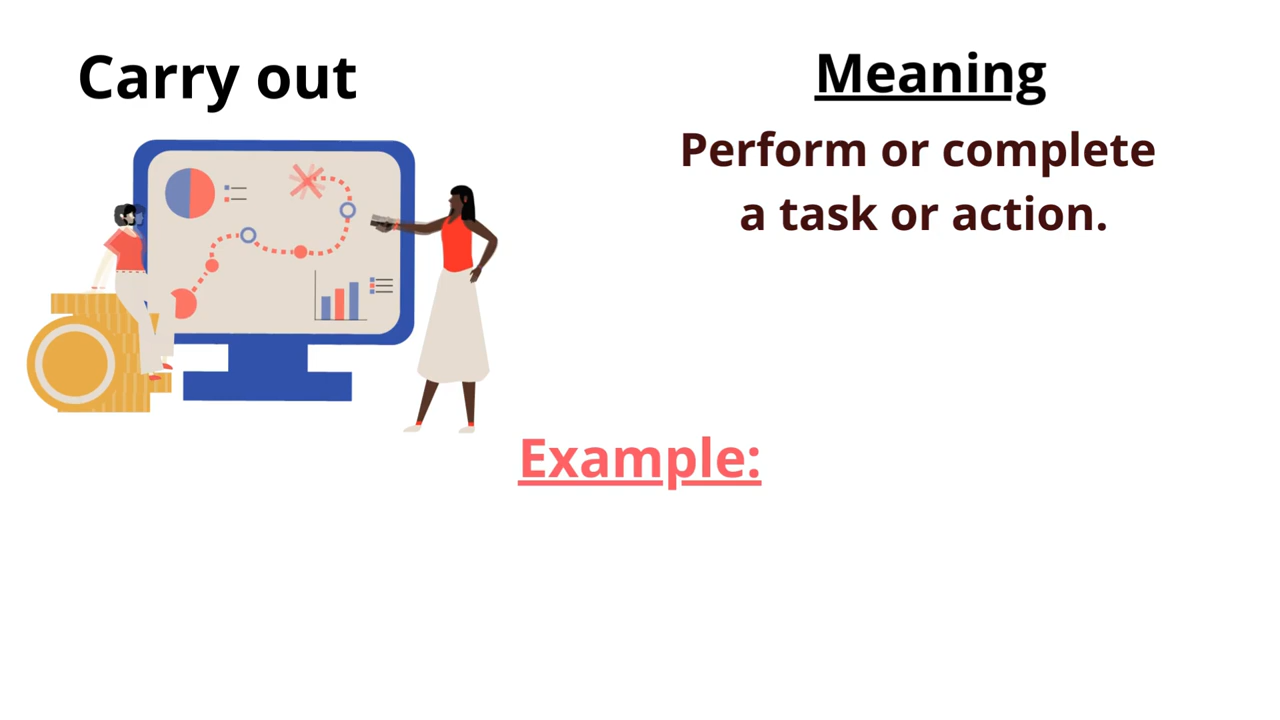 Carry out
Meaning
Perform or complete
a task or action.
Example: